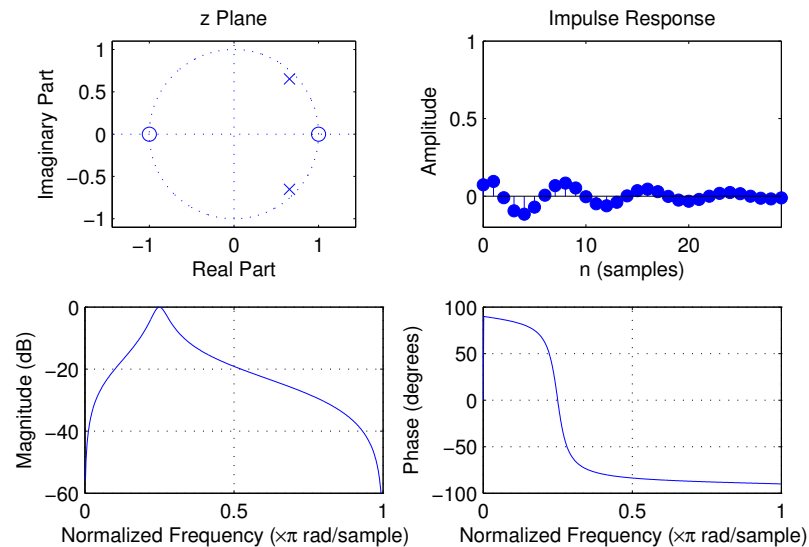 z Plane
1
0.5
0
−0.5
−1
Imaginary Part
−1
0
1
Real Part
Impulse Response
1
0.5
0
Amplitude
0
10
20
n (samples)
0
−20
−40
−60
Magnitude (dB)
0
0.5
1
Normalized Frequency (×π rad/sample)
100
50
0
−50
−100
Phase (degrees)
0
0.5
1
Normalized Frequency (×π rad/sample)